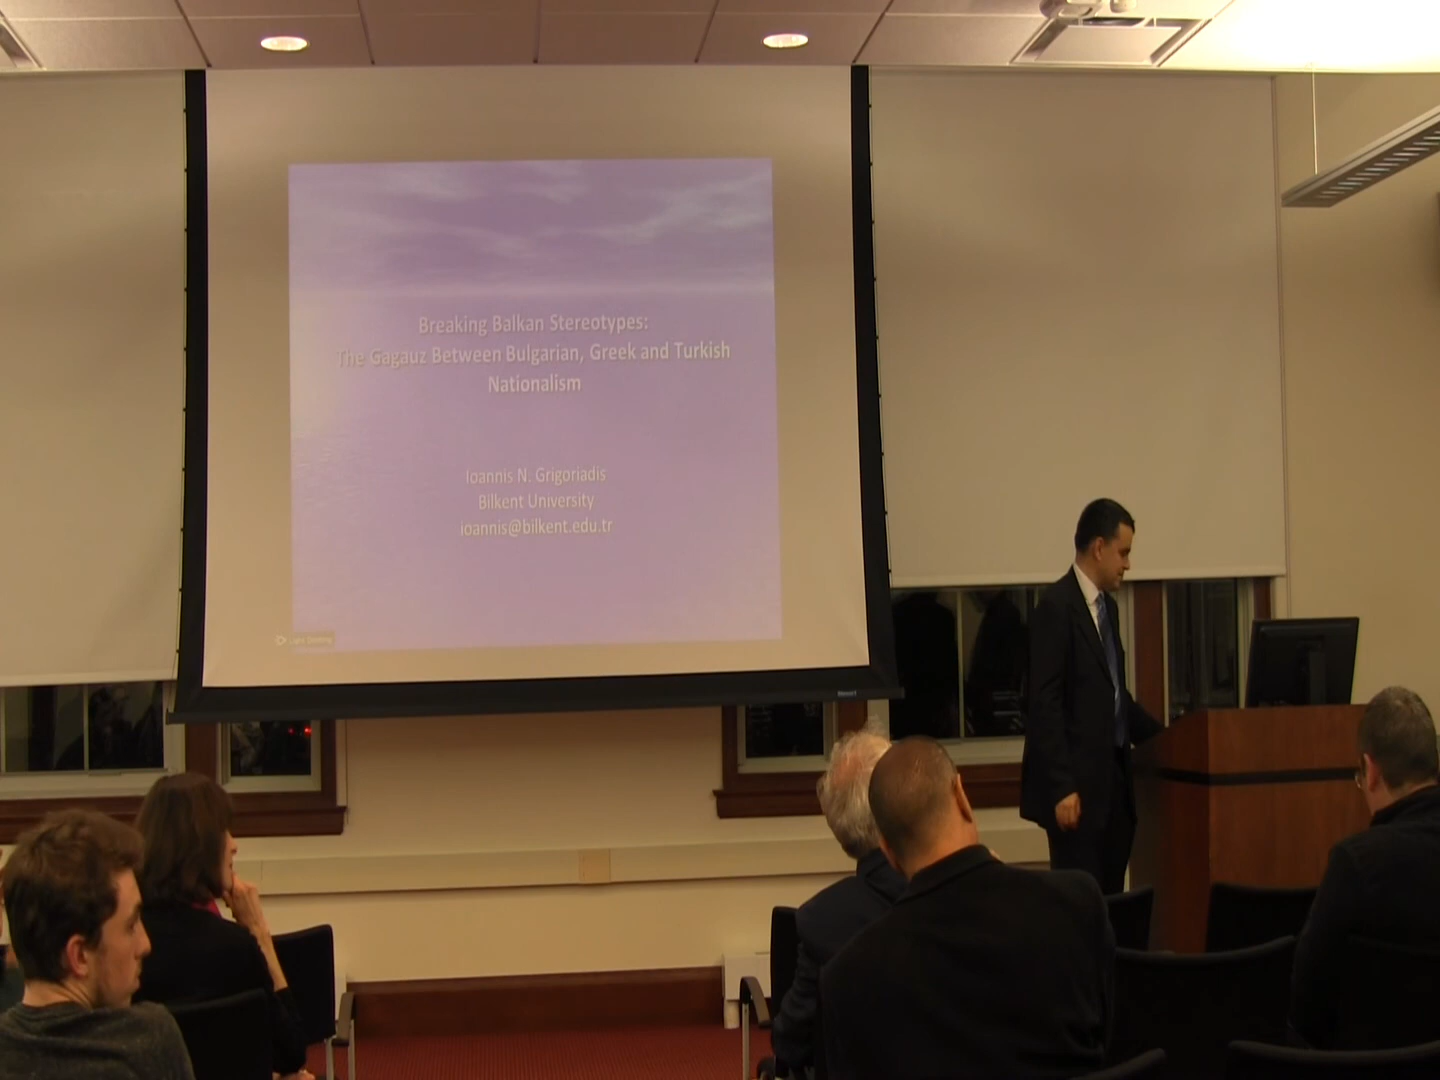 Breaking Balkan Stereotypes:
The Gagauz Between Bulgarian, Greek and Turkish
Nationalism
Ioannis N. Grigoriadis
Bilkent University
ioannis@bilkent.edu.tr